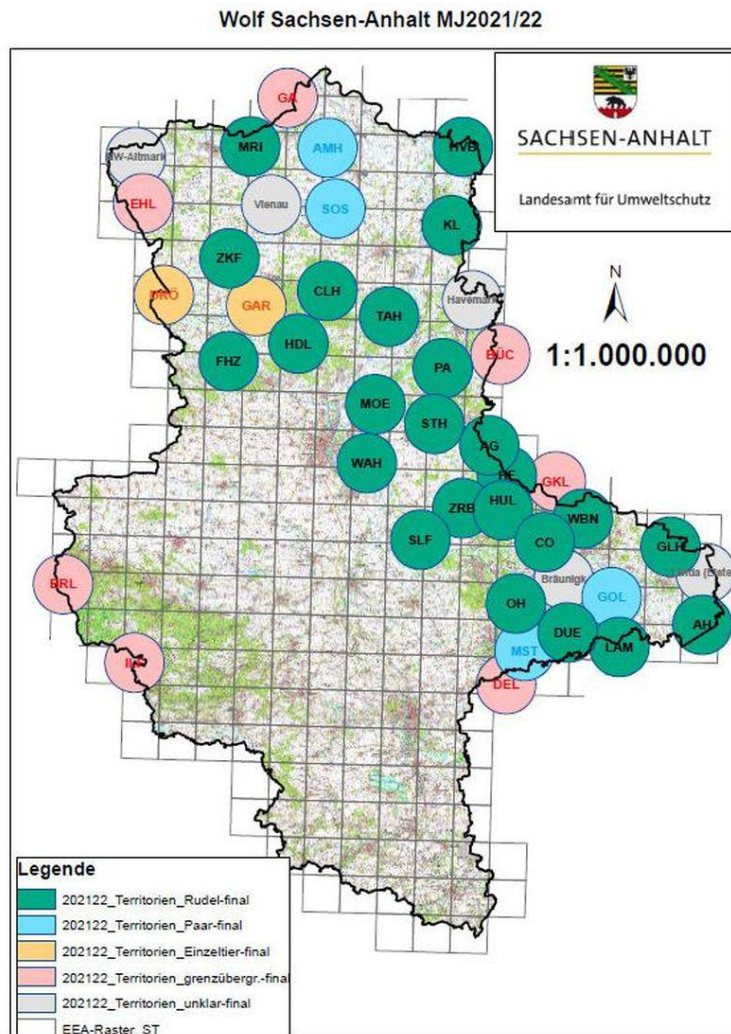 Wolf Sachsen-Anhalt MJ2021/22
SACHSEN-ANHALT
Landesamt für Umweltschutz
N
1:1.000.000
GA
MRI
AMH
HVB
NW-Altmark
EHL
Vienau
SOS
KL
ZKF
DRÖ
GAR
CLH
TAH
Havemark
HDL
FHZ
PA
BÜC
MOE
STH
AG
WAH
GKL
ZRB
HUL
WBN
SLF
CO
GLH
BRL
Bräunigk
GOL
OH
AH
DUE
LAM
MST
DEL
Legende
202122_Territorien_Rudel-final
202122_Territorien_Paar-final
202122_Territorien_Einzeltier-final
202122_Territorien_grenzübergr.-final
202122_Territorien_unklar-final
EEA-Raster_ST